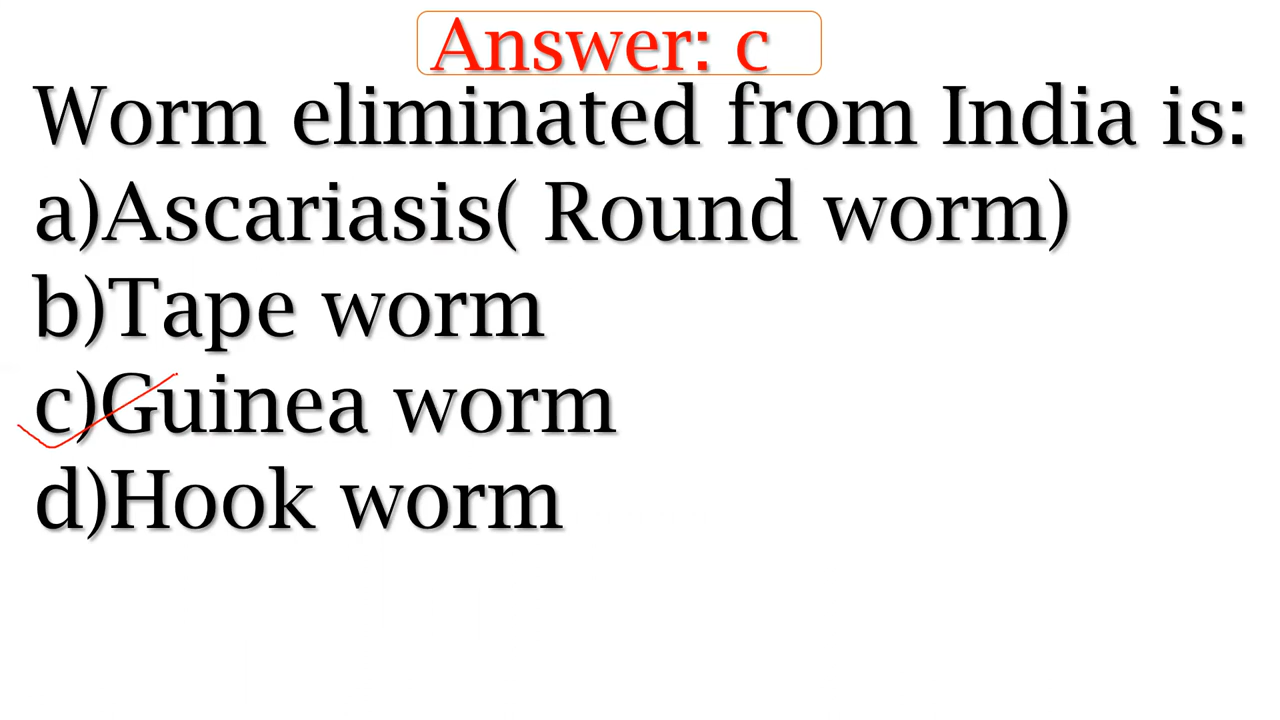 Answer: c
Worm eliminated from India is:
a)Ascariasis( Round worm)
b)Tape worm
c)Guinea worm
d)Hook worm